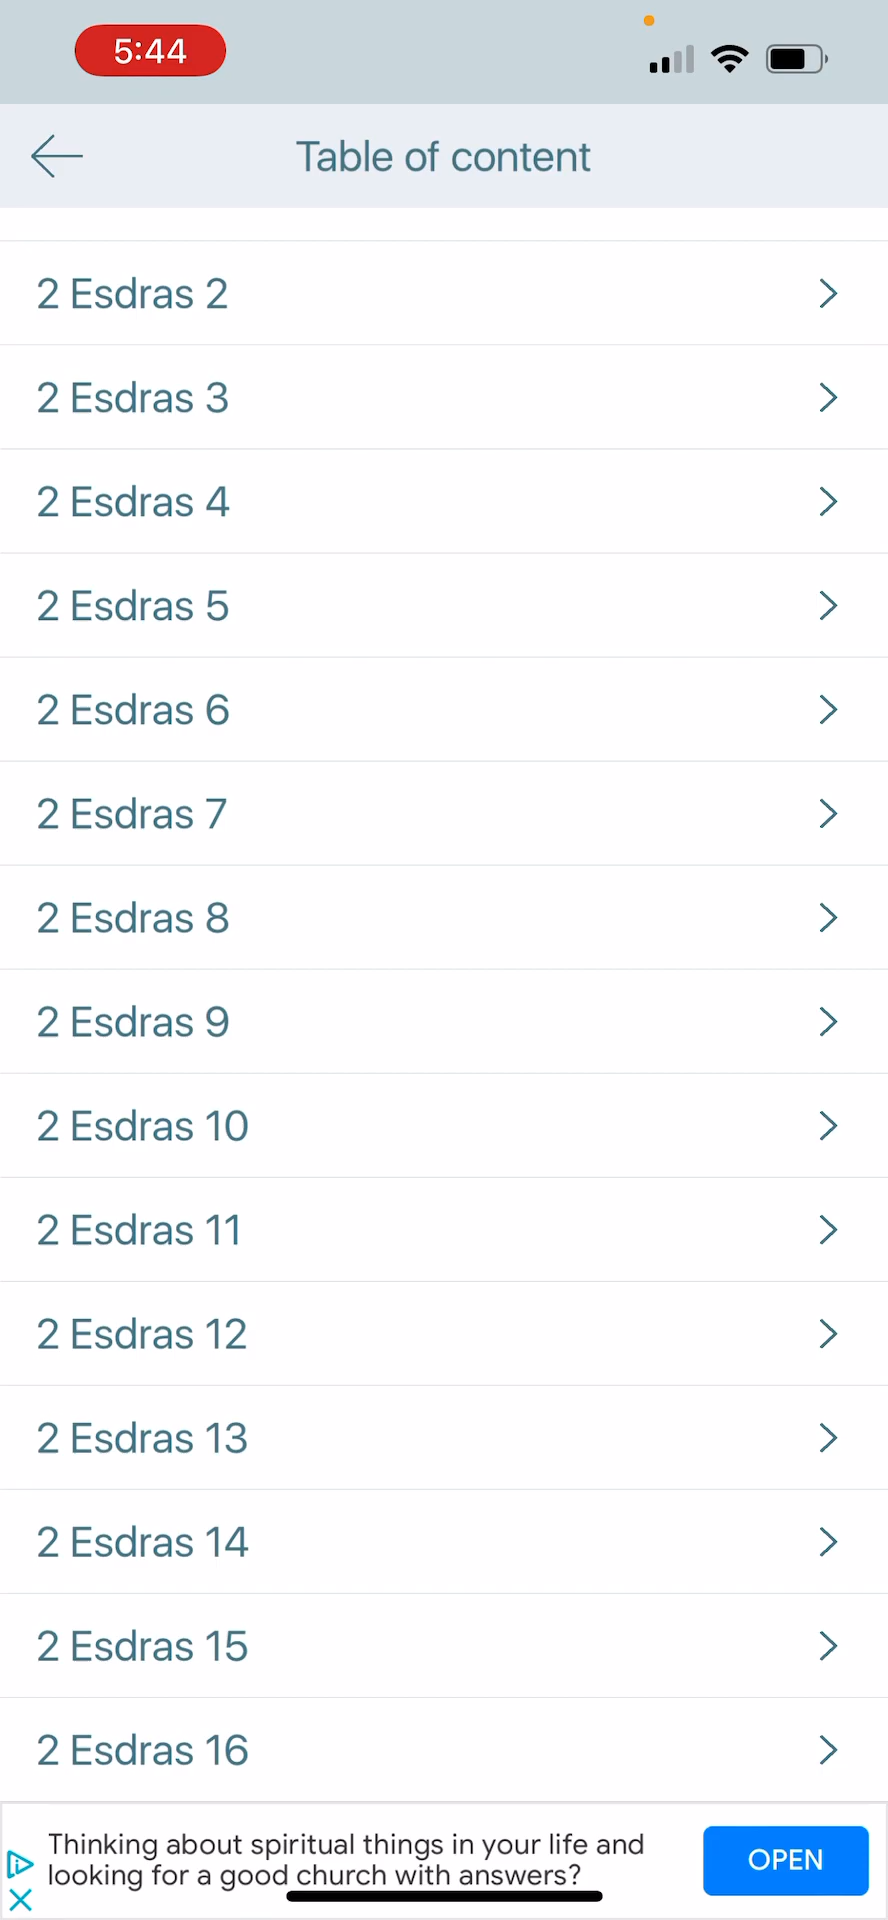 5:44
Table of content
2 Esdras 2
2 Esdras 3
2 Esdras 4
2 Esdras 5
2 Esdras 6
2 Esdras 7
2 Esdras 8
2 Esdras 9
2 Esdras 10
2 Esdras 11
2 Esdras 12
2 Esdras 13
2 Esdras 14
2 Esdras 15
2 Esdras 16
Thinking about spiritual things in your life and
looking for a good church with answers?
OPEN